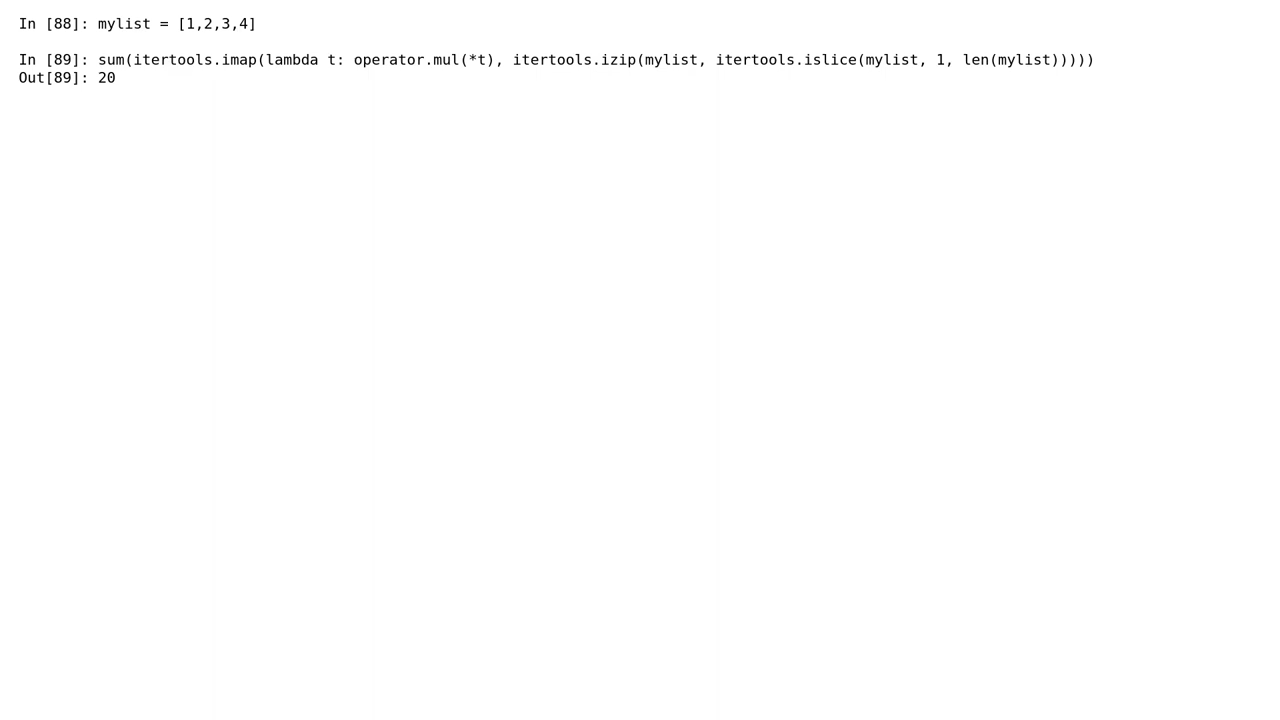 In [88]: mylist = [1,2,3,4]
In [89]: sum(itertools.imap(lambda t: operator.mul(*t), itertools.izip(mylist, itertools.islice(mylist, 1, len(mylist)))))
Out[89]: 20